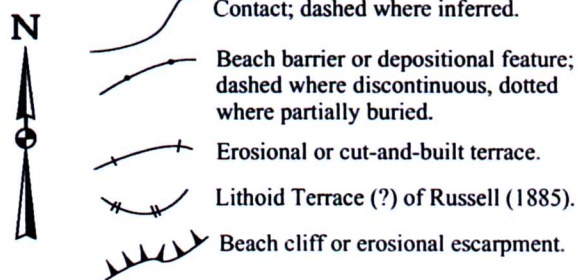 Contact; dashed where inferred.
N
Beach barrier or depositional feature;
dashed where discontinuous, dotted
where partially buried.
Erosional or cut-and-built terrace.
Lithoid Terrace (?) of Russell (1885).
Beach cliff or erosional escarpment.